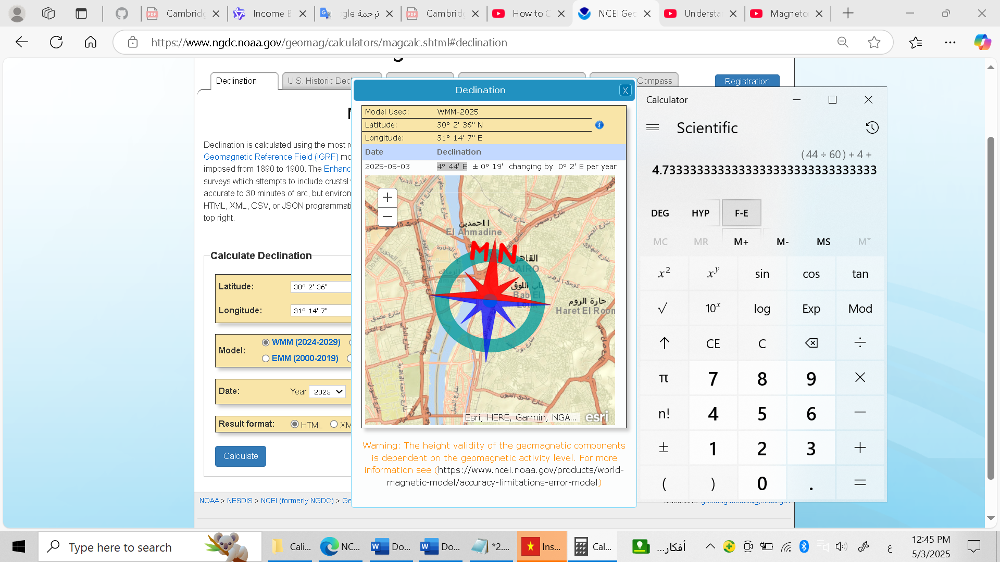 Cambridg
Income B
ترجمة ogle
Cambridg
How to C
NCEI Geo
Understa
Magneto
https://www.ngdc.noaa.gov/geomag/calculators/magcalc.shtml#declination
Declination
U.S. Historic Decl
Compass
Registration
Declination is calculated using the most re
Geomagnetic Reference Field (IGRF) mo
imposed from 1890 to 1900. The Enhanc
surveys which attempts to include crustal
accurate to 30 minutes of arc, but environ
HTML, XML, CSV, or JSON programmati
top right.
Calculate Declination
Latitude: 30° 2' 36"
Longitude: 31° 14' 7"
Model: WMM (2024-2029)
EMM (2000-2019)
Date: Year 2025
Result format: HTML XM
Calculate
NOAA > NESDIS > NCEI (formerly NGDC) > Ge
Declination
X
Model Used: WMM-2025
Latitude: 30° 2' 36" N
Longitude: 31° 14' 7" E
Date Declination
2025-05-03 4° 44' E ± 0° 19' changing by 0° 2' E per year
El Ahmadine
MN
CAIRO
باب اللوق
Bab El
Louk
حارة الروم
Haret El Room
Esri, HERE, Garmin, NGA...
esri
Warning: The height validity of the geomagnetic components
is dependent on the geomagnetic activity level. For more
information see (https://www.ncei.noaa.gov/products/world-
magnetic-model/accuracy-limitations-error-model)
Calculator
Scientific
(44 ÷ 60) + 4 +
4.7333333333333333333333333333333
DEG HYP F-E
MC MR M+ M- MS M˅
x² xʸ sin cos tan
√ 10ˣ log Exp Mod
↑ CE C ÷
π 7 8 9 ×
n! 4 5 6 −
± 1 2 3 +
( ) 0 . =
Type here to search
Cali...
NC...
Do...
Do...
*2....
Ins...
Cal...
أفكار...
ع
12:45 PM
5/3/2025